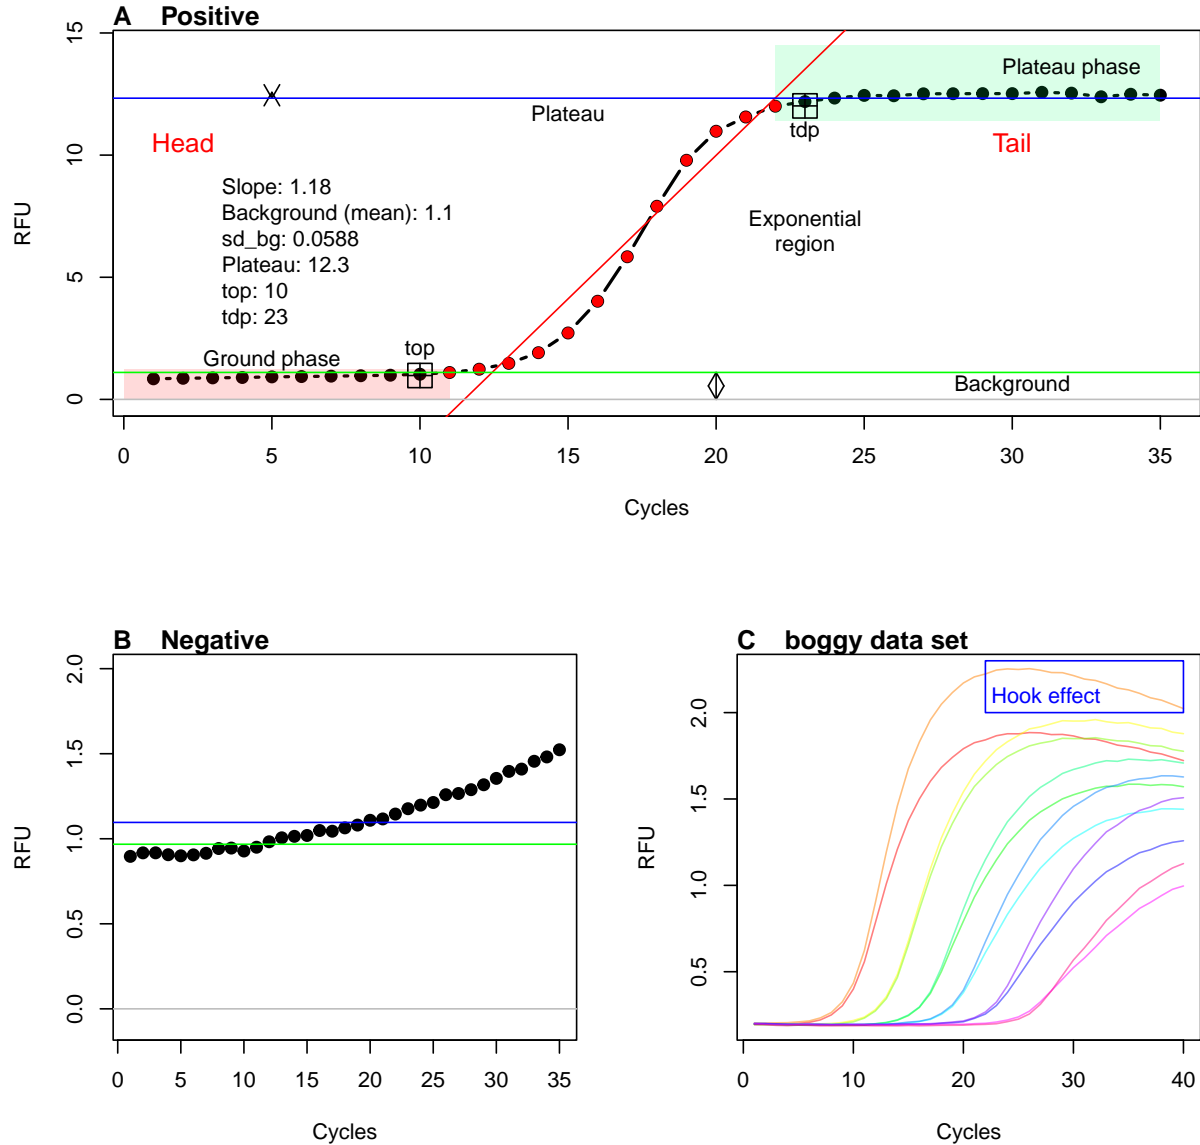 A Positive
15
10
5
0
RFU
Plateau phase
Plateau
tdp
Head
Tail
Slope: 1.18
Background (mean): 1.1
sd_bg: 0.0588
Plateau: 12.3
top: 10
tdp: 23
Exponential
region
top
Ground phase
Background
0 5 10 15 20 25 30 35
Cycles
B Negative
2.0
1.5
1.0
0.5
0.0
RFU
0 5 10 15 20 25 30 35
Cycles
C boggy data set
Hook effect
2.0
1.5
1.0
0.5
RFU
0 10 20 30 40
Cycles